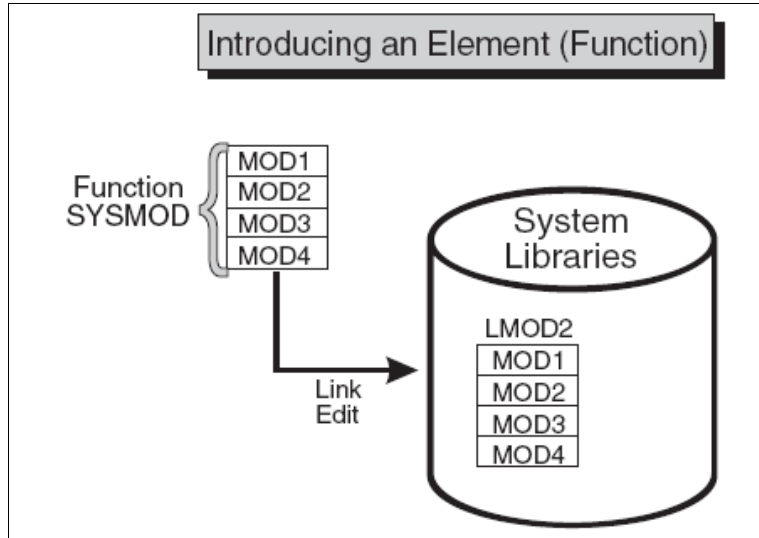 Introducing an Element (Function)
Function
SYSMOD
MOD1
MOD2
MOD3
MOD4
Link
Edit
System
Libraries
LMOD2
MOD1
MOD2
MOD3
MOD4